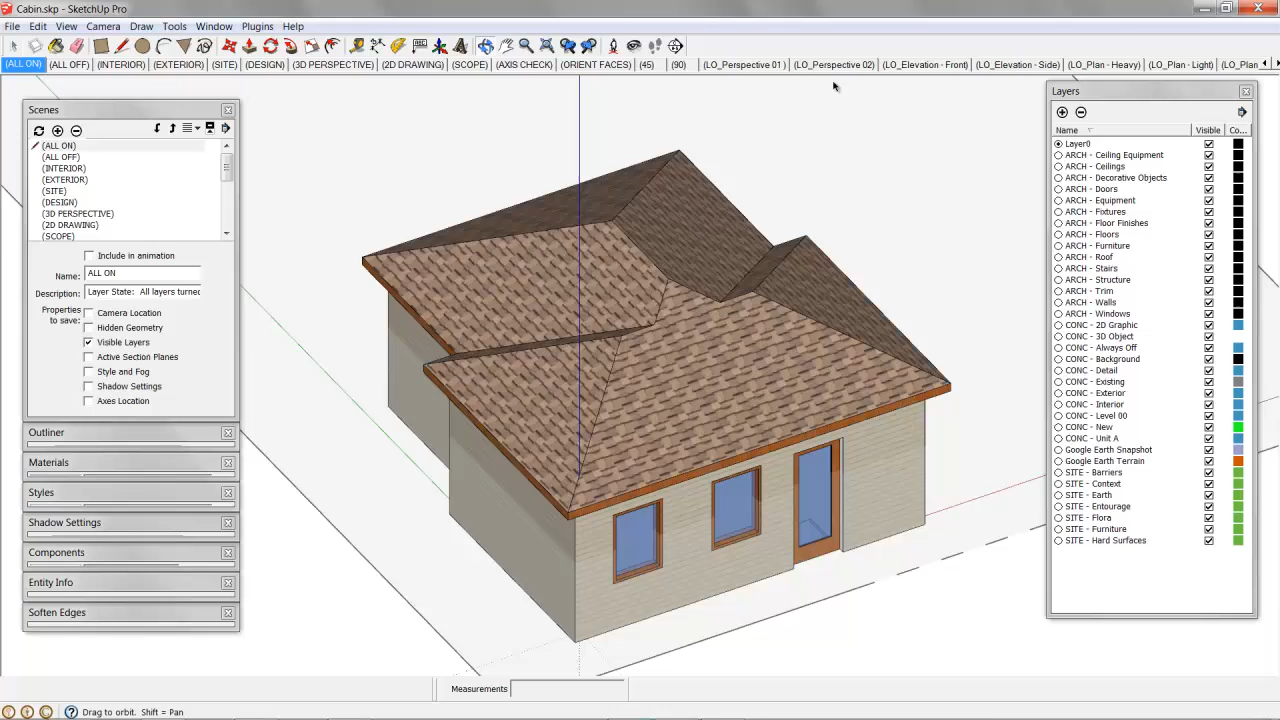 Cabin.skp - SketchUp Pro
File Edit View Camera Draw Tools Window Plugins Help
(ALL ON) (ALL OFF) (INTERIOR) (EXTERIOR) (SITE) (DESIGN) (3D PERSPECTIVE) (2D DRAWING) (SCOPE) (AXIS CHECK) (ORIENT FACES) (45) (90) (LO_Perspective 01 ) (LO_Perspective 02) (LO_Elevation - Front) (LO_Elevation - Side) (LO_Plan - Heavy) (LO_Plan - Light) (LO_Plan
Scenes
(ALL ON)
(ALL OFF)
(INTERIOR)
(EXTERIOR)
(SITE)
(DESIGN)
(3D PERSPECTIVE)
(2D DRAWING)
(SCOPE)
Include in animation
Name: ALL ON
Description: Layer State: All layers turned
Properties
to save:
Camera Location
Hidden Geometry
Visible Layers
Active Section Planes
Style and Fog
Shadow Settings
Axes Location
Outliner
Materials
Styles
Shadow Settings
Components
Entity Info
Soften Edges
Layers
Name Visible Co...
Layer0
ARCH - Ceiling Equipment
ARCH - Ceilings
ARCH - Decorative Objects
ARCH - Doors
ARCH - Equipment
ARCH - Fixtures
ARCH - Floor Finishes
ARCH - Floors
ARCH - Furniture
ARCH - Roof
ARCH - Stairs
ARCH - Structure
ARCH - Trim
ARCH - Walls
ARCH - Windows
CONC - 2D Graphic
CONC - 3D Object
CONC - Always Off
CONC - Background
CONC - Detail
CONC - Existing
CONC - Exterior
CONC - Interior
CONC - Level 00
CONC - New
CONC - Unit A
Google Earth Snapshot
Google Earth Terrain
SITE - Barriers
SITE - Context
SITE - Earth
SITE - Entourage
SITE - Flora
SITE - Furniture
SITE - Hard Surfaces
Measurements
Drag to orbit. Shift = Pan